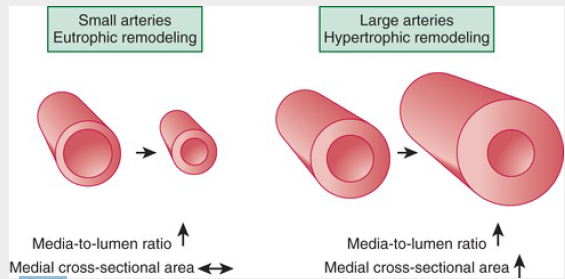 Small arteries
Eutrophic remodeling
Large arteries
Hypertrophic remodeling
Media-to-lumen ratio ↑
Medial cross-sectional area ↔
Media-to-lumen ratio ↑
Medial cross-sectional area ↑